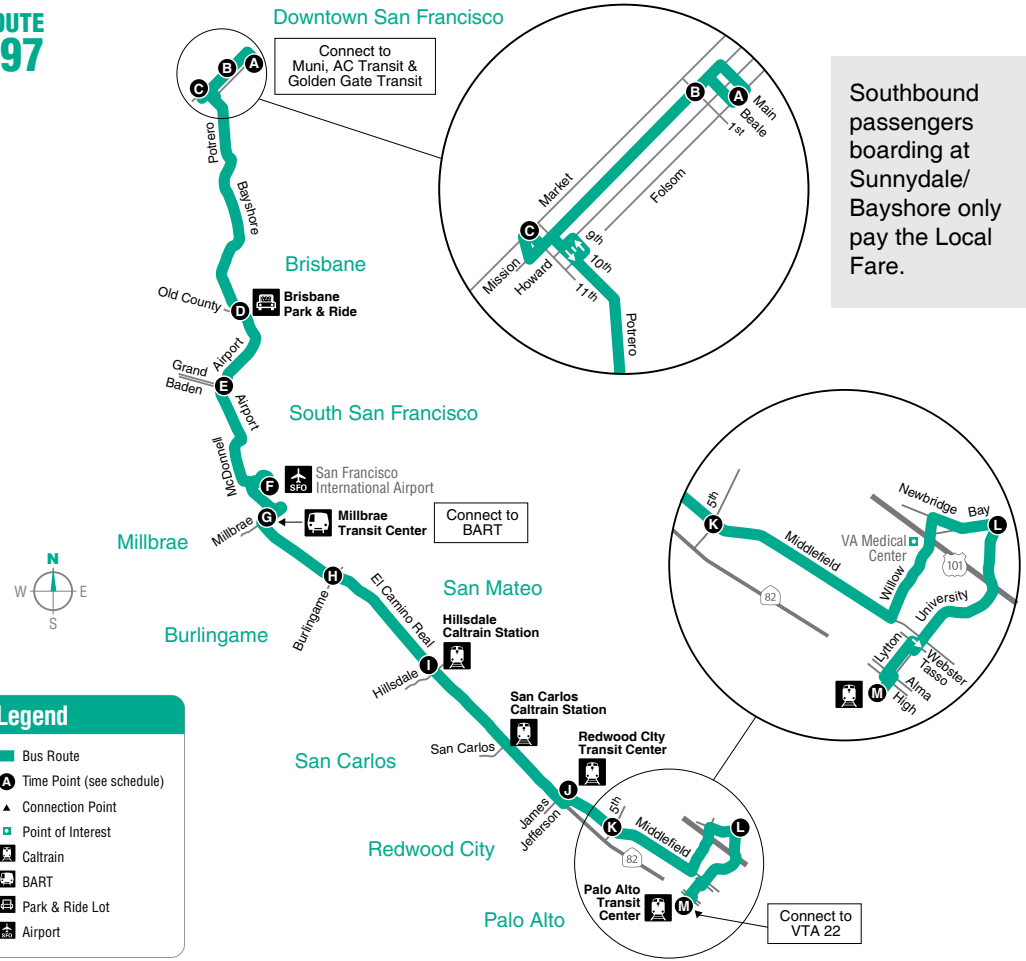 97
Downtown San Francisco
Connect to
Muni, AC Transit &
Golden Gate Transit
A
B
C
Potrero
Bayshore
Brisbane
Old County
D
Brisbane
Park & Ride
Airport
Grand
Baden
E
Airport
South San Francisco
McDonnell
F
SFO
San Francisco
International Airport
G
Millbrae
Millbrae
Transit Center
Connect to
BART
Millbrae
N
W
E
S
H
Burlingame
Burlingame
El Camino Real
San Mateo
Hillsdale
Caltrain Station
I
Hillsdale
San Carlos
Caltrain Station
San Carlos
San Carlos
Redwood City
Transit Center
J
James
Jefferson
5th
K
Middlefield
L
82
Redwood City
Palo Alto
Transit
Center
M
Palo Alto
Connect to
VTA 22
Market
Mission
Howard
Folsom
B
A
Main
Beale
1st
C
9th
10th
11th
Potrero
Southbound
passengers
boarding at
Sunnydale/
Bayshore only
pay the Local
Fare.
5th
K
Middlefield
82
Newbridge
Bay
L
VA Medical
Center
Willow
101
University
Lytton
Webster
Tasso
Alma
High
M
Legend
Bus Route
A
Time Point (see schedule)
Connection Point
Point of Interest
Caltrain
BART
Park & Ride Lot
SFO
Airport